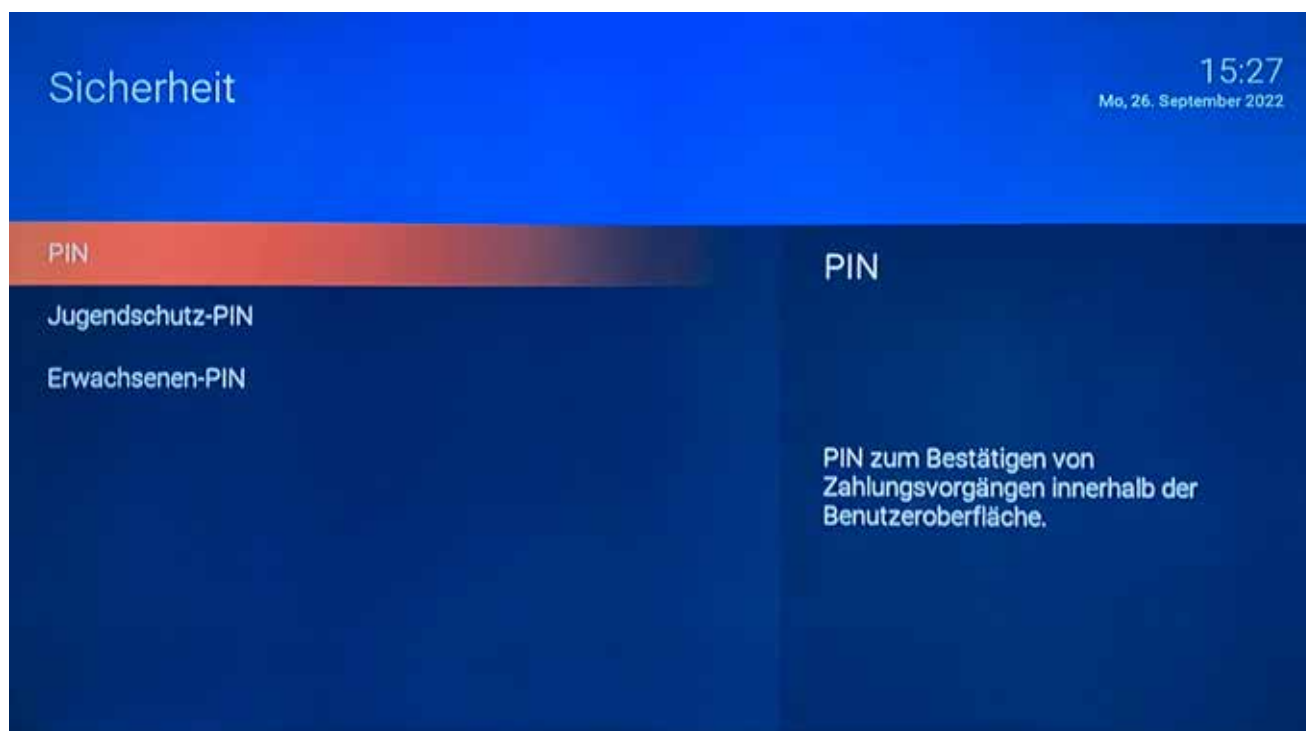 Sicherheit
15:27
Mo, 26. September 2022
PIN
Jugendschutz-PIN
Erwachsenen-PIN
PIN
PIN zum Bestätigen von
Zahlungsvorgängen innerhalb der
Benutzeroberfläche.